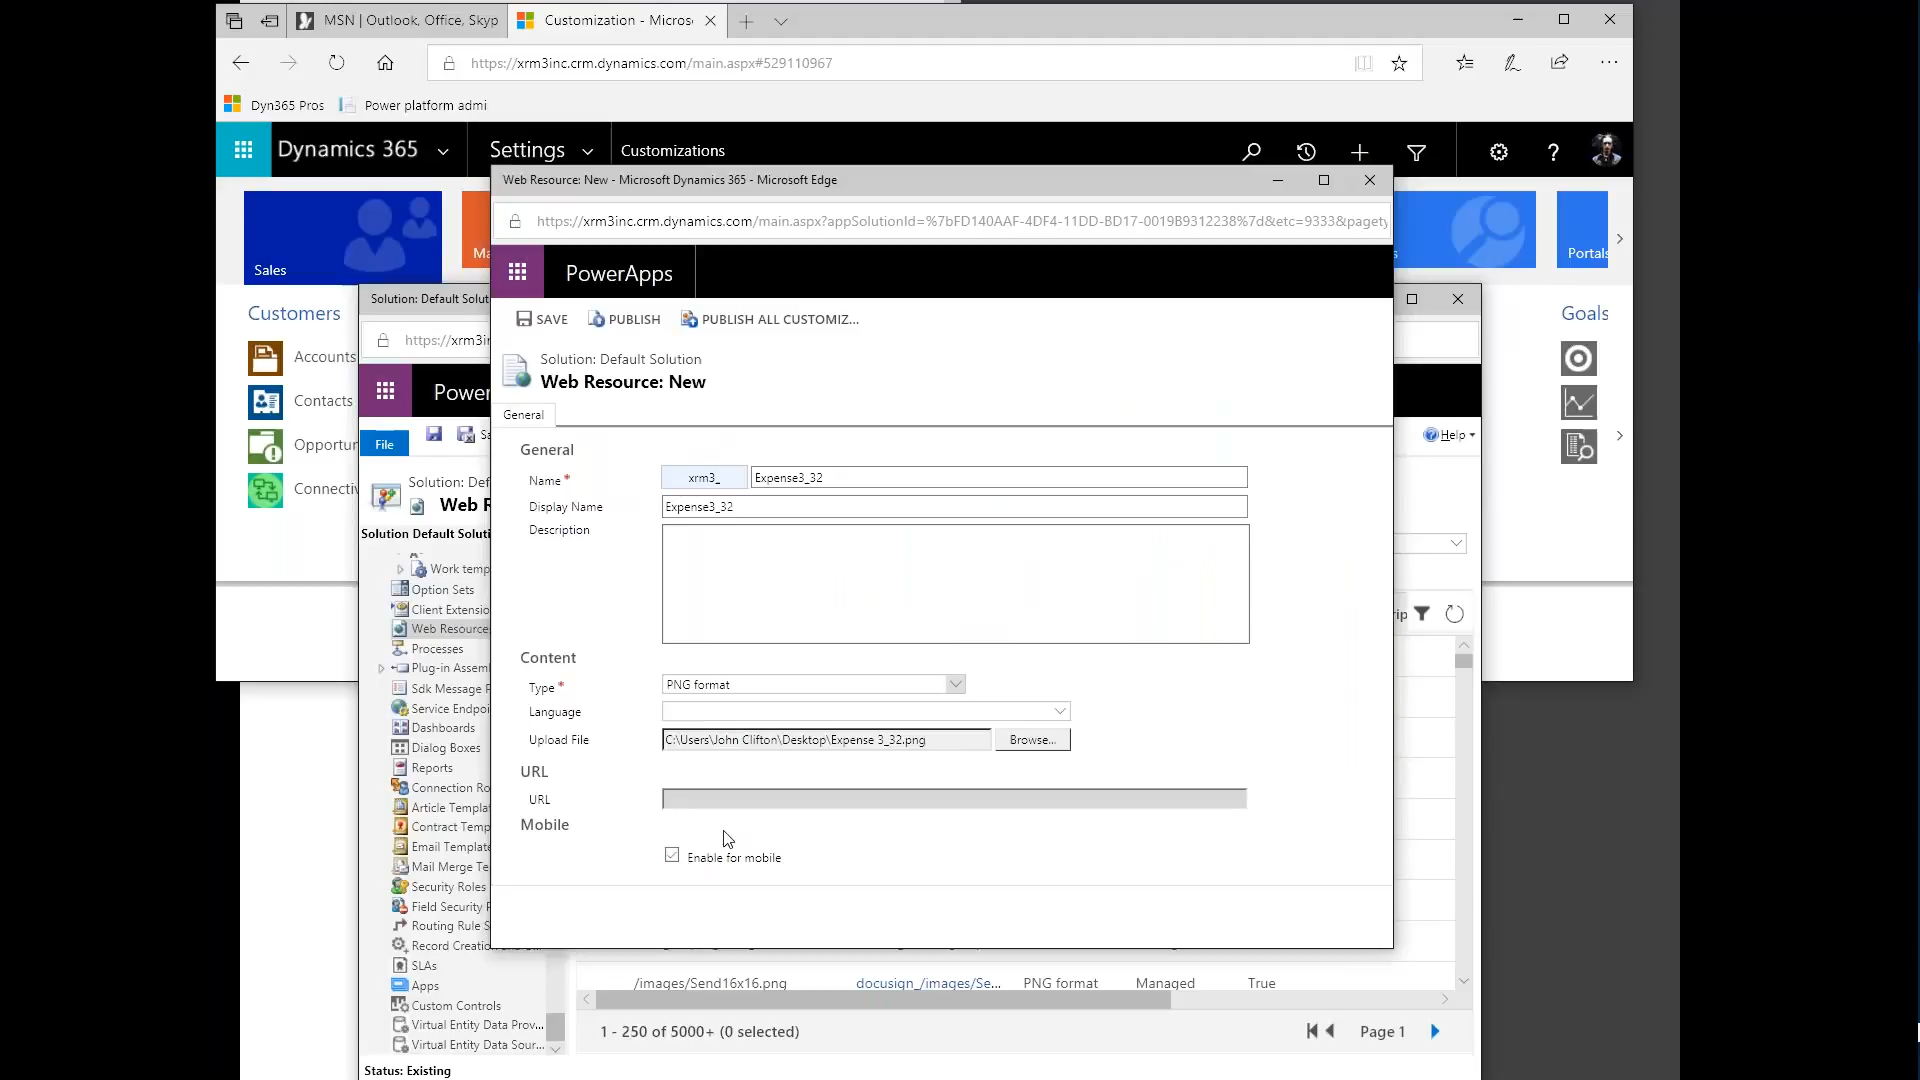 MSN | Outlook, Office, Skyp
Customization - Micros
https://xrm3inc.crm.dynamics.com/main.aspx#529110967
Dyn365 Pros
Power platform admi
Dynamics 365
Settings
Customizations
Web Resource: New - Microsoft Dynamics 365 - Microsoft Edge
https://xrm3inc.crm.dynamics.com/main.aspx?appSolutionId=%7bFD140AAF-4DF4-11DD-BD17-0019B9312238%7d&etc=9333&pagety
Sales
Ma
s
Portals
PowerApps
Customers
Accounts
Contacts
Opportur
Connectiv
Goals
Solution: Default Solut
https://xrm3ir
Power
File
Sa
Help
Solution: Def
Web R
Solution Default Soluti
SAVE
PUBLISH
PUBLISH ALL CUSTOMIZ...
Solution: Default Solution
Web Resource: New
General
General
Name *
xrm3_
Expense3_32
Display Name
Expense3_32
Description
Content
Type *
PNG format
Language
Upload File
C:\Users\John Clifton\Desktop\Expense 3_32.png
Browse...
URL
URL
Mobile
Enable for mobile
Work temp
Option Sets
Client Extensio
Web Resource
Processes
Plug-in Assem
Sdk Message P
Service Endpoi
Dashboards
Dialog Boxes
Reports
Connection Ro
Article Templa
Contract Temp
Email Template
Mail Merge Te
Security Roles
Field Security P
Routing Rule S
Record Creation
SLAs
Apps
Custom Controls
Virtual Entity Data Prov...
Virtual Entity Data Sour...
rip
/images/Send16x16.png
docusign_/images/Se...
PNG format
Managed
True
1 - 250 of 5000+ (0 selected)
Page 1
Status: Existing